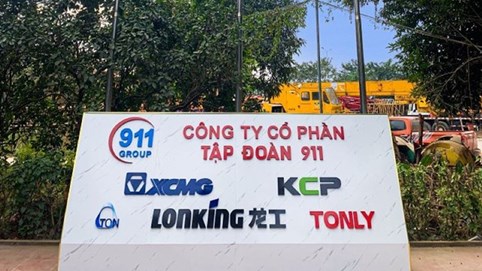 911
GROUP
CÔNG TY CỔ PHẦN
TẬP ĐOÀN 911
XCMG
KCP
TON
LONKING 龙工
TONLY